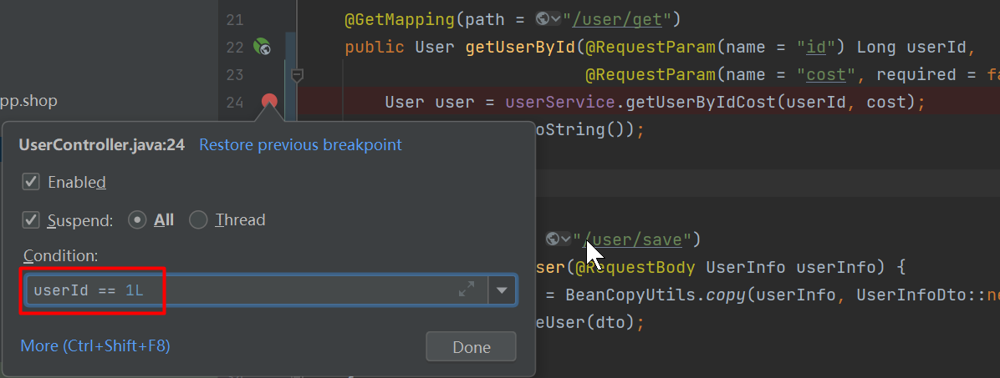 21 @GetMapping(path = "/user/get")
22 public User getUserById(@RequestParam(name = "id") Long userId,
23 @RequestParam(name = "cost", required = fa
pp.shop
24 User user = userService.getUserByIdCost(userId, cost);
oString());
UserController.java:24 Restore previous breakpoint
Enabled
Suspend: All Thread
"/user/save")
Condition:
ser(@RequestBody UserInfo userInfo) {
userId == 1L
= BeanCopyUtils.copy(userInfo, UserInfoDto::ne
eUser(dto);
More (Ctrl+Shift+F8) Done